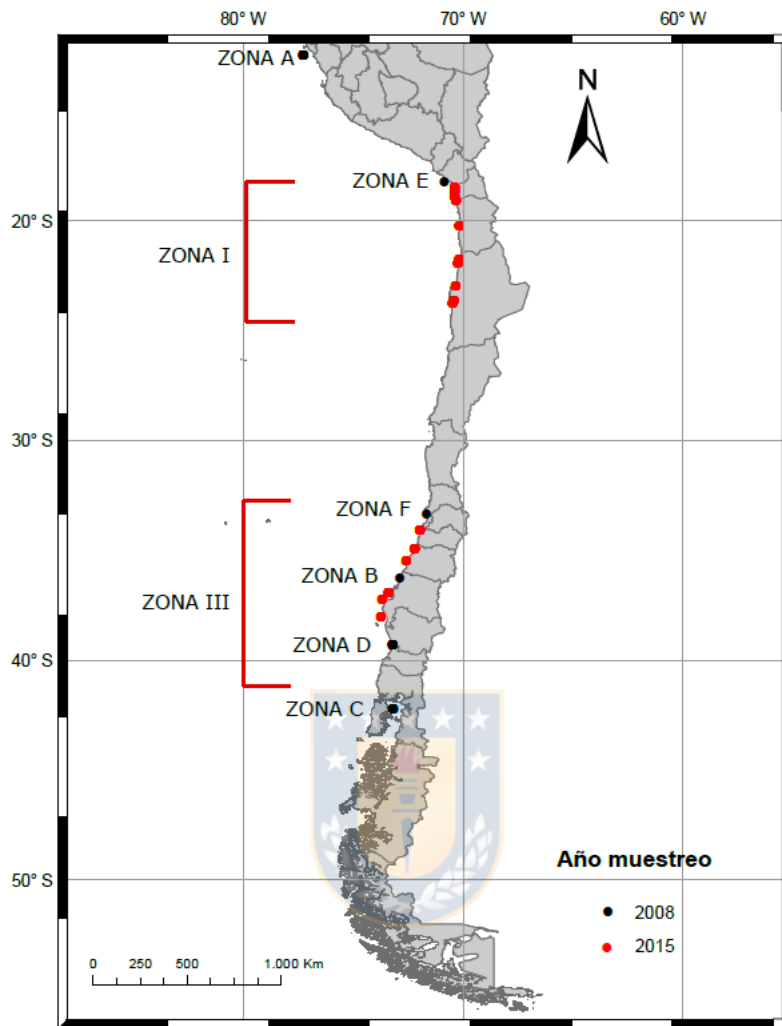 80° W 70° W 60° W
ZONA A
N
ZONA E
20° S
ZONA I
30° S
ZONA F
ZONA B
ZONA III
ZONA D
40° S
ZONA C
Año muestreo
50° S
2008
2015
0 250 500 1.000 Km